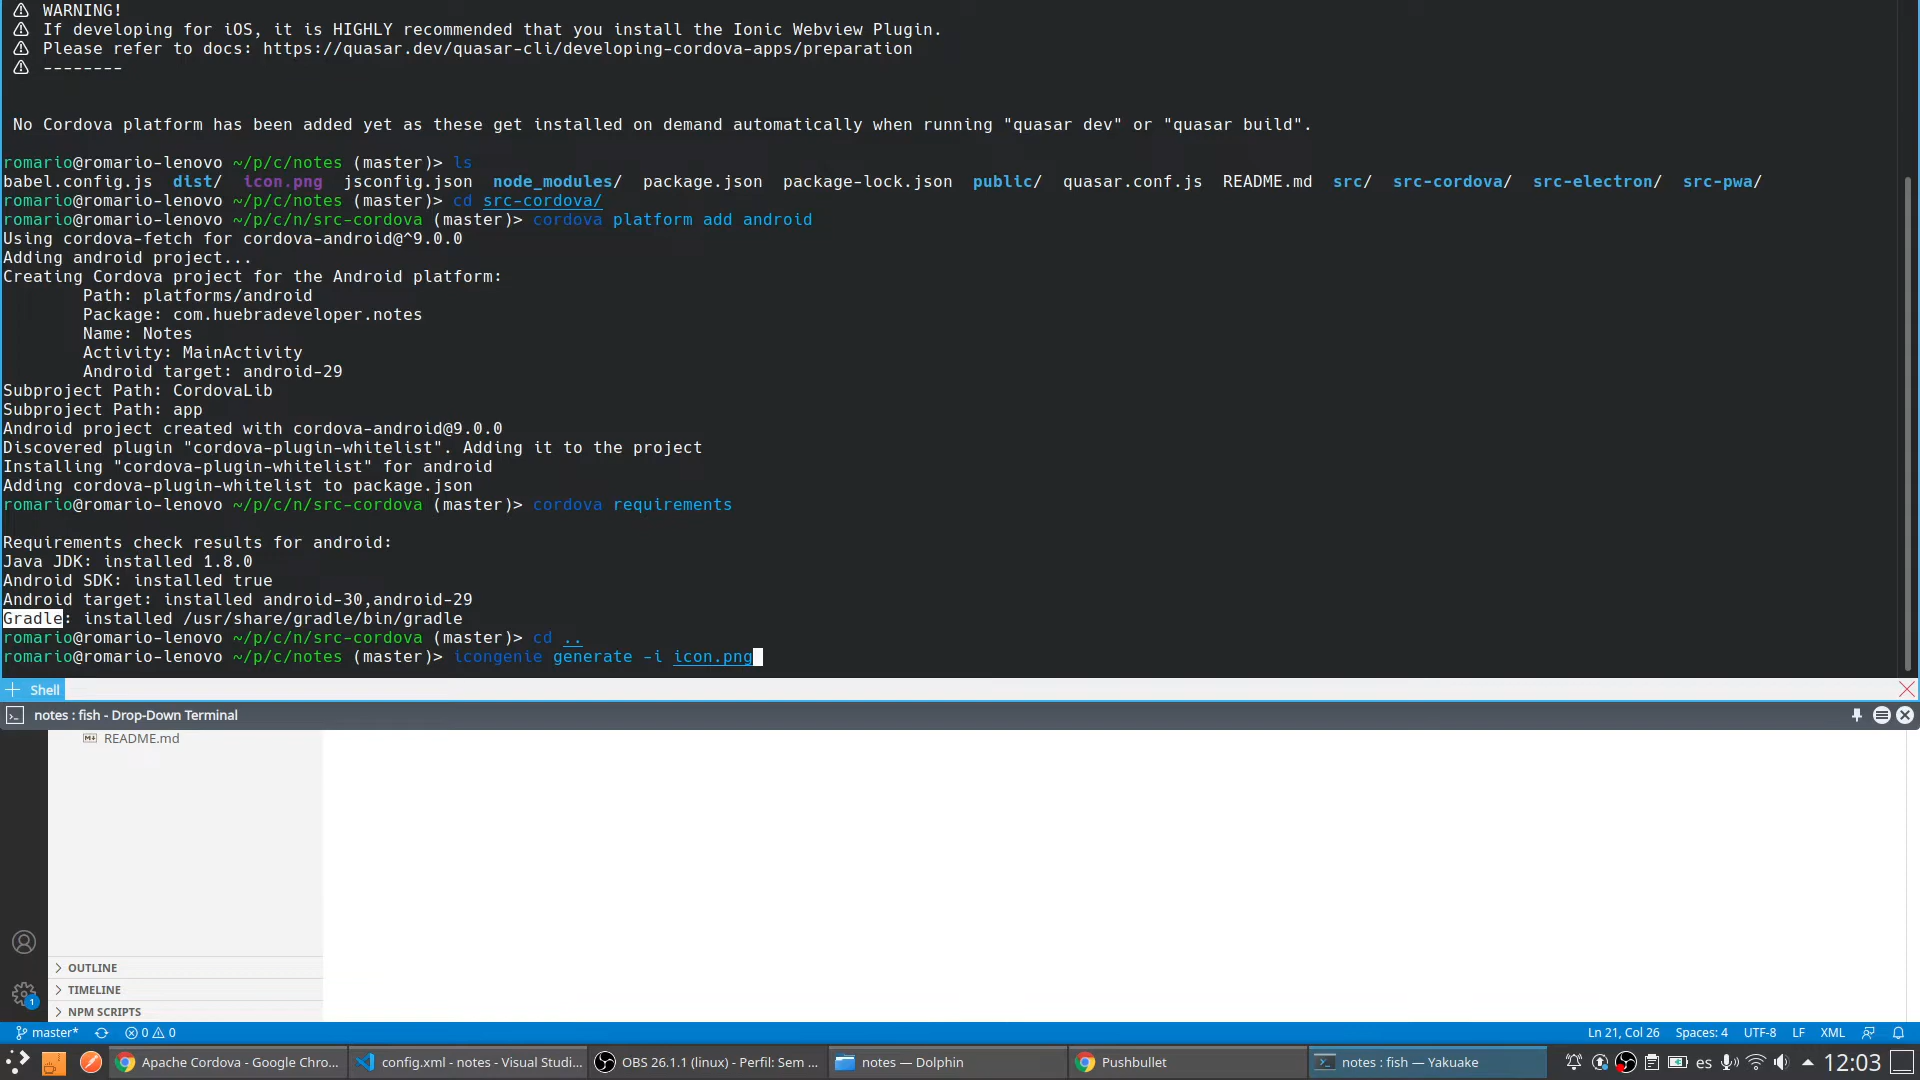 ⚠ WARNING!
⚠ If developing for iOS, it is HIGHLY recommended that you install the Ionic Webview Plugin.
⚠ Please refer to docs: https://quasar.dev/quasar-cli/developing-cordova-apps/preparation
⚠ --------
No Cordova platform has been added yet as these get installed on demand automatically when running "quasar dev" or "quasar build".
romario@romario-lenovo ~/p/c/notes (master)> ls
babel.config.js dist/ icon.png jsconfig.json node_modules/ package.json package-lock.json public/ quasar.conf.js README.md src/ src-cordova/ src-electron/ src-pwa/
romario@romario-lenovo ~/p/c/notes (master)> cd src-cordova/
romario@romario-lenovo ~/p/c/n/src-cordova (master)> cordova platform add android
Using cordova-fetch for cordova-android@^9.0.0
Adding android project...
Creating Cordova project for the Android platform:
Path: platforms/android
Package: com.huebradeveloper.notes
Name: Notes
Activity: MainActivity
Android target: android-29
Subproject Path: CordovaLib
Subproject Path: app
Android project created with cordova-android@9.0.0
Discovered plugin "cordova-plugin-whitelist". Adding it to the project
Installing "cordova-plugin-whitelist" for android
Adding cordova-plugin-whitelist to package.json
romario@romario-lenovo ~/p/c/n/src-cordova (master)> cordova requirements
Requirements check results for android:
Java JDK: installed 1.8.0
Android SDK: installed true
Android target: installed android-30,android-29
Gradle: installed /usr/share/gradle/bin/gradle
romario@romario-lenovo ~/p/c/n/src-cordova (master)> cd ..
romario@romario-lenovo ~/p/c/notes (master)> icongenie generate -i icon.png
Shell
notes : fish - Drop-Down Terminal
README.md
OUTLINE
TIMELINE
NPM SCRIPTS
1
master* 0 0 Ln 21, Col 26 Spaces: 4 UTF-8 LF XML
Apache Cordova - Google Chro... config.xml - notes - Visual Studi... OBS 26.1.1 (linux) - Perfil: Sem ... notes — Dolphin Pushbullet notes : fish — Yakuake es 12:03